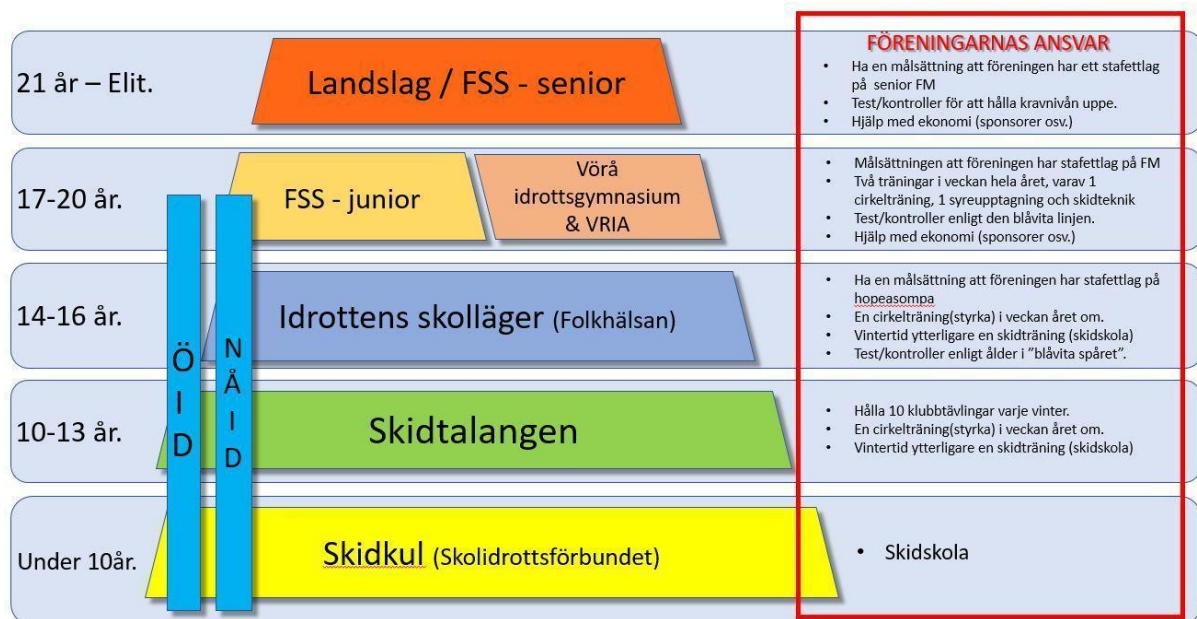 FÖRENINGARNAS ANSVAR
21 år – Elit.
Landslag / FSS - senior
• Ha en målsättning att föreningen har ett stafettlag
på senior FM
• Test/kontroller för att hålla kravnivån uppe.
• Hjälp med ekonomi (sponsorer osv.)
17-20 år.
FSS - junior
Vörå
idrottsgymnasium
& VRIA
• Målsättningen att föreningen har stafettlag på FM
• Två träningar i veckan hela året, varav 1
cirkelträning, 1 syreupptagning och skidteknik
• Test/kontroller enligt den blåvita linjen.
• Hjälp med ekonomi (sponsorer osv.)
14-16 år.
Idrottens skolläger (Folkhälsan)
• Ha en målsättning att föreningen har stafettlag på
hopeasompa
• En cirkelträning(styrka) i veckan året om.
• Vintertid ytterligare en skidträning (skidskola)
• Test/kontroller enligt ålder i ”blåvita spåret”.
ÖID
NÅID
10-13 år.
Skidtalangen
• Hålla 10 klubbtävlingar varje vinter.
• En cirkelträning(styrka) i veckan året om.
• Vintertid ytterligare en skidträning (skidskola)
Under 10år.
Skidkul (Skolidrottsförbundet)
• Skidskola